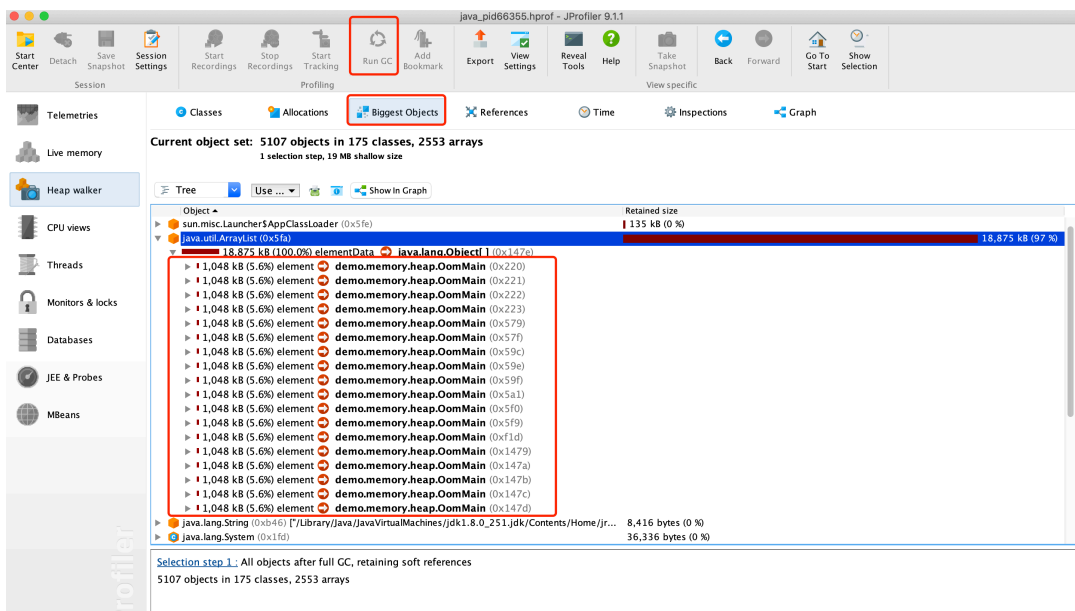 java_pid66355.hprof - JProfiler 9.1.1
Start Center
Detach
Save Snapshot
Session Settings
Start Recordings
Stop Recordings
Start Tracking
Run GC
Add Bookmark
Export
View Settings
Reveal Tools
Help
Take Snapshot
Back
Forward
Go To Start
Show Selection
Session
Profiling
View specific
Telemetries
Live memory
Heap walker
CPU views
Threads
Monitors & locks
Databases
JEE & Probes
MBeans
Classes
Allocations
Biggest Objects
References
Time
Inspections
Graph
Current object set: 5107 objects in 175 classes, 2553 arrays
1 selection step, 19 MB shallow size
Tree
Use ...
Show In Graph
Object
Retained size
sun.misc.Launcher$AppClassLoader (0x5fe) 135 kB (0 %)
java.util.ArrayList (0x5fa) 18,875 kB (97 %)
18,875 kB (100.0%) elementData java.lang.Object[ ] (0x147e)
1,048 kB (5.6%) element demo.memory.heap.OomMain (0x220)
1,048 kB (5.6%) element demo.memory.heap.OomMain (0x221)
1,048 kB (5.6%) element demo.memory.heap.OomMain (0x222)
1,048 kB (5.6%) element demo.memory.heap.OomMain (0x223)
1,048 kB (5.6%) element demo.memory.heap.OomMain (0x579)
1,048 kB (5.6%) element demo.memory.heap.OomMain (0x57f)
1,048 kB (5.6%) element demo.memory.heap.OomMain (0x59c)
1,048 kB (5.6%) element demo.memory.heap.OomMain (0x59e)
1,048 kB (5.6%) element demo.memory.heap.OomMain (0x59f)
1,048 kB (5.6%) element demo.memory.heap.OomMain (0x5a1)
1,048 kB (5.6%) element demo.memory.heap.OomMain (0x5f0)
1,048 kB (5.6%) element demo.memory.heap.OomMain (0x5f9)
1,048 kB (5.6%) element demo.memory.heap.OomMain (0xf1d)
1,048 kB (5.6%) element demo.memory.heap.OomMain (0x1479)
1,048 kB (5.6%) element demo.memory.heap.OomMain (0x147a)
1,048 kB (5.6%) element demo.memory.heap.OomMain (0x147b)
1,048 kB (5.6%) element demo.memory.heap.OomMain (0x147c)
1,048 kB (5.6%) element demo.memory.heap.OomMain (0x147d)
java.lang.String (0xb46) ["/Library/Java/JavaVirtualMachines/jdk1.8.0_251.jdk/Contents/Home/jr... 8,416 bytes (0 %)
java.lang.System (0x1fd) 36,336 bytes (0 %)
Selection step 1 : All objects after full GC, retaining soft references
5107 objects in 175 classes, 2553 arrays
rofiler